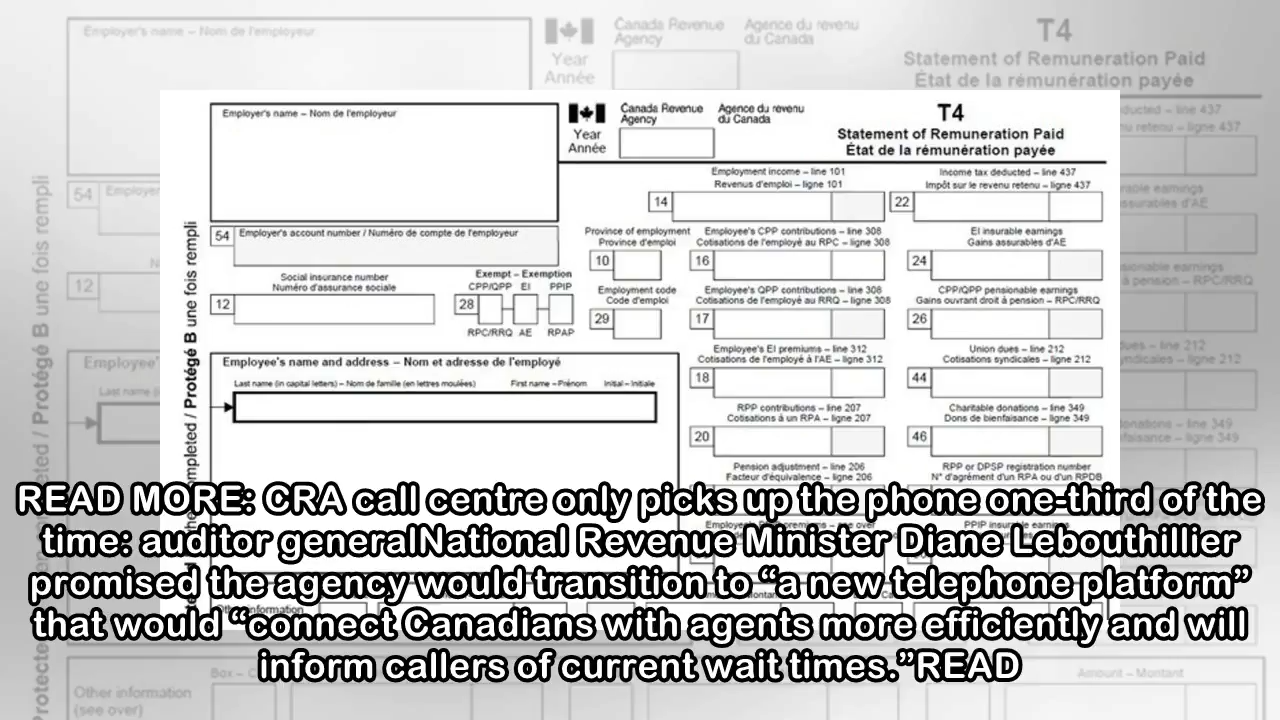 Employer's name – Nom de l'employeur
Canada Revenue Agency
Agence du revenu du Canada
T4
Statement of Remuneration Paid
État de la rémunération payée
Year
Année
Employment income – line 101
Revenus d'emploi – ligne 101
14
Income tax deducted – line 437
Impôt sur le revenu retenu – ligne 437
22
54
Employer's account number / Numéro de compte de l'employeur
Province of employment
Province d'emploi
10
Employee's CPP contributions – line 308
Cotisations de l'employé au RPC – ligne 308
16
EI insurable earnings
Gains assurables d'AE
24
Social insurance number
Numéro d'assurance sociale
12
Exempt – Exemption
CPP/QPP EI PPIP
28
RPC/RRQ AE RPAP
Employment code
Code d'emploi
29
Employee's QPP contributions – line 308
Cotisations de l'employé au RRQ – ligne 308
17
CPP/QPP pensionable earnings
Gains ouvrant droit à pension – RPC/RRQ
26
Employee's name and address – Nom et adresse de l'employé
Last name (in capital letters) – Nom de famille (en lettres moulées) First name – Prénom Initial – Initiale
Employee's EI premiums – line 312
Cotisations de l'employé à l'AE – ligne 312
18
Union dues – line 212
Cotisations syndicales – ligne 212
44
RPP contributions – line 207
Cotisations à un RPA – ligne 207
20
Charitable donations – line 349
Dons de bienfaisance – ligne 349
46
Pension adjustment – line 206
Facteur d'équivalence – ligne 206
RPP or DPSP registration number
N° d'agrément d'un RPA ou d'un RPDB
PPIP insurable earnings
completed / Protégé B une fois rempli
READ MORE: CRA call centre only picks up the phone one-third of the
time: auditor generalNational Revenue Minister Diane Lebouthillier
promised the agency would transition to “a new telephone platform”
that would “connect Canadians with agents more efficiently and will
inform callers of current wait times.”READ
Other information
(see over)
Amount – Montant